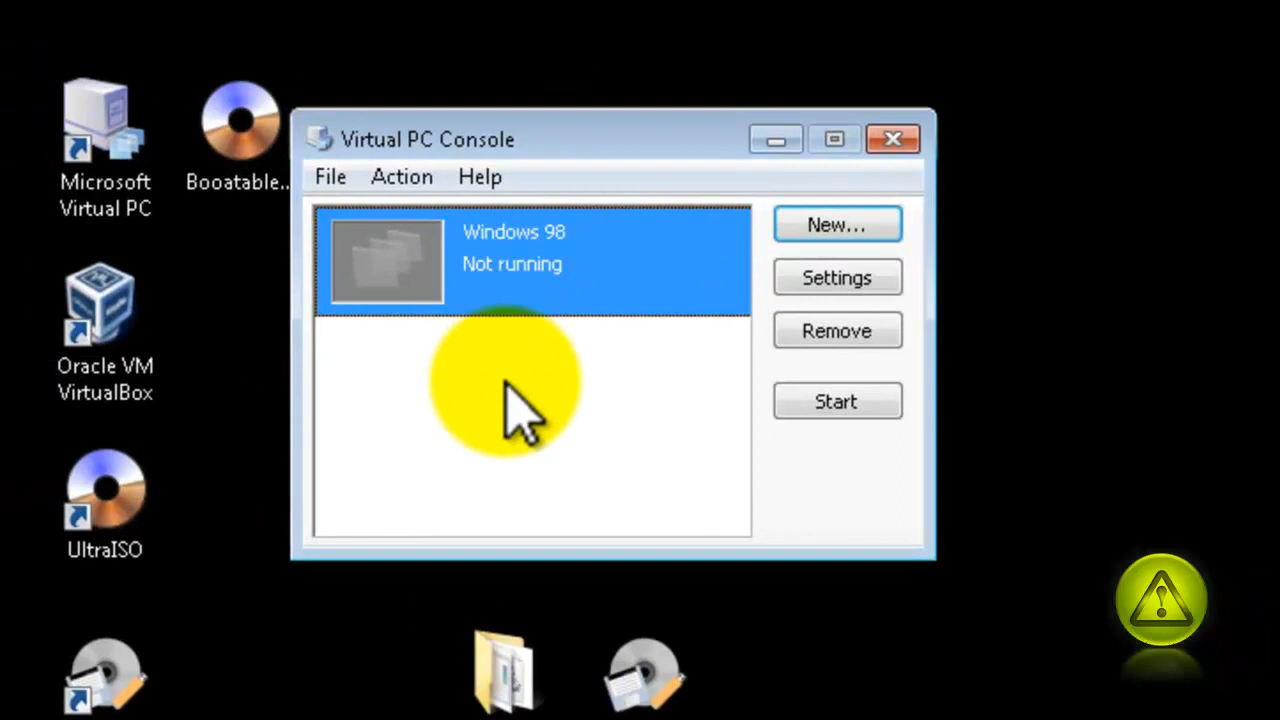 Microsoft
Virtual PC
Booatable...
Oracle VM
VirtualBox
UltraISO
Virtual PC Console
File Action Help
Windows 98
Not running
New...
Settings
Remove
Start